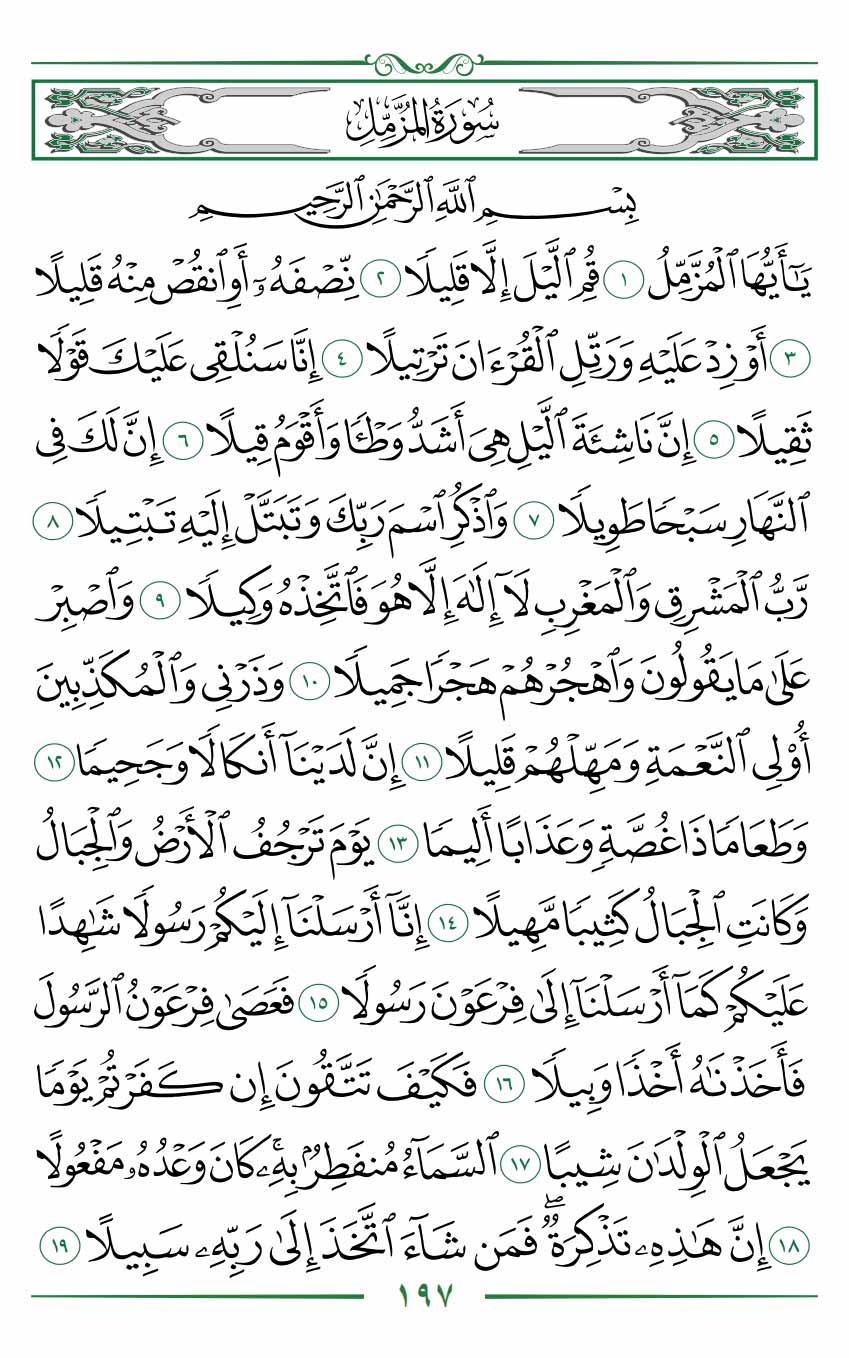 سُورَةُ الْمُزَّمِّلِ
بِسْمِ ٱللَّهِ ٱلرَّحْمَٰنِ ٱلرَّحِيمِ
يَٰٓأَيُّهَا ٱلْمُزَّمِّلُ ١ قُمِ ٱلَّيْلَ إِلَّا قَلِيلًا ٢ نِّصْفَهُۥٓ أَوِ ٱنقُصْ مِنْهُ قَلِيلًا
٣ أَوْ زِدْ عَلَيْهِ وَرَتِّلِ ٱلْقُرْءَانَ تَرْتِيلًا ٤ إِنَّا سَنُلْقِى عَلَيْكَ قَوْلًا
ثَقِيلًا ٥ إِنَّ نَاشِئَةَ ٱلَّيْلِ هِىَ أَشَدُّ وَطْـًٔا وَأَقْوَمُ قِيلًا ٦ إِنَّ لَكَ فِى
ٱلنَّهَارِ سَبْحًا طَوِيلًا ٧ وَٱذْكُرِ ٱسْمَ رَبِّكَ وَتَبَتَّلْ إِلَيْهِ تَبْتِيلًا ٨
رَّبُّ ٱلْمَشْرِقِ وَٱلْمَغْرِبِ لَآ إِلَٰهَ إِلَّا هُوَ فَٱتَّخِذْهُ وَكِيلًا ٩ وَٱصْبِرْ
عَلَىٰ مَا يَقُولُونَ وَٱهْجُرْهُمْ هَجْرًا جَمِيلًا ١٠ وَذَرْنِى وَٱلْمُكَذِّبِينَ
أُو۟لِى ٱلنَّعْمَةِ وَمَهِّلْهُمْ قَلِيلًا ١١ إِنَّ لَدَيْنَآ أَنكَالًا وَجَحِيمًا ١٢
وَطَعَامًا ذَا غُصَّةٍ وَعَذَابًا أَلِيمًا ١٣ يَوْمَ تَرْجُفُ ٱلْأَرْضُ وَٱلْجِبَالُ
وَكَانَتِ ٱلْجِبَالُ كَثِيبًا مَّهِيلًا ١٤ إِنَّآ أَرْسَلْنَآ إِلَيْكُمْ رَسُولًا شَٰهِدًا
عَلَيْكُمْ كَمَآ أَرْسَلْنَآ إِلَىٰ فِرْعَوْنَ رَسُولًا ١٥ فَعَصَىٰ فِرْعَوْنُ ٱلرَّسُولَ
فَأَخَذْنَٰهُ أَخْذًا وَبِيلًا ١٦ فَكَيْفَ تَتَّقُونَ إِن كَفَرْتُمْ يَوْمًا
يَجْعَلُ ٱلْوِلْدَٰنَ شِيبًا ١٧ ٱلسَّمَآءُ مُنفَطِرٌۢ بِهِۦ ۚ كَانَ وَعْدُهُۥ مَفْعُولًا
١٨ إِنَّ هَٰذِهِۦ تَذْكِرَةٌ ۖ فَمَن شَآءَ ٱتَّخَذَ إِلَىٰ رَبِّهِۦ سَبِيلًا ١٩
١٩٧